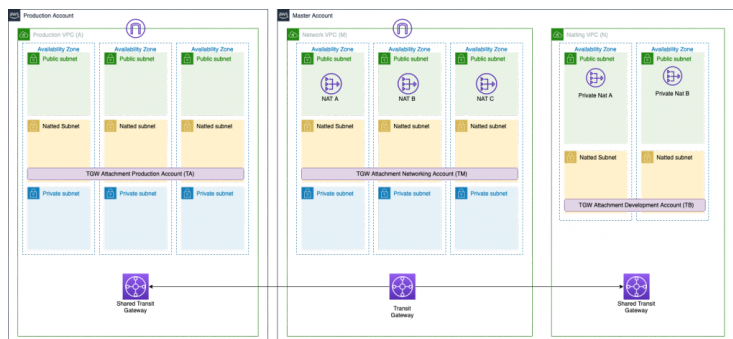 aws
Production Account
Production VPC (A)
Availability Zone
Availability Zone
Availability Zone
Public subnet
Public subnet
Public subnet
Natted Subnet
Natted subnet
Natted subnet
TGW Attachment Production Account (TA)
Private subnet
Private subnet
Private subnet
Shared Transit
Gateway
aws
Master Account
Network VPC (M)
Availability Zone
Availability Zone
Availability Zone
Public subnet
Public subnet
Public subnet
NAT A
NAT B
NAT C
Natted Subnet
Natted subnet
Natted subnet
TGW Attachment Networking Account (TM)
Private subnet
Private subnet
Private subnet
Transit
Gateway
Natting VPC (N)
Availability Zone
Availability Zone
Public subnet
Public subnet
Private Nat A
Private Nat B
Natted Subnet
Natted subnet
TGW Attachment Development Account (TB)
Shared Transit
Gateway